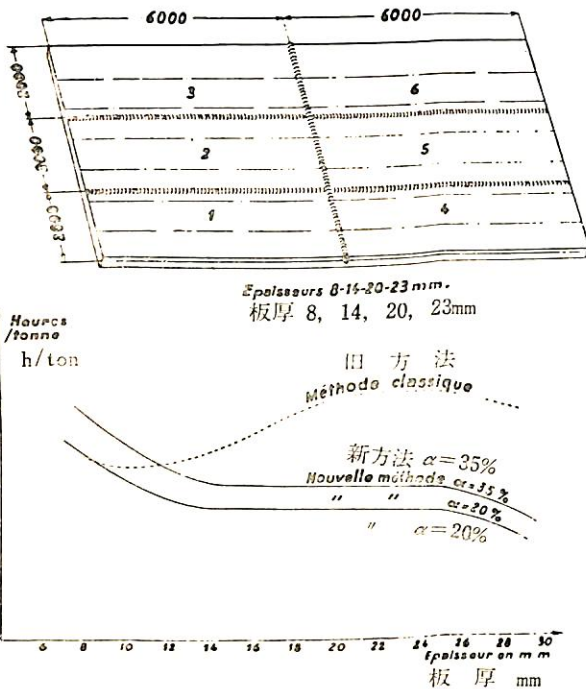 6000 6000
3 6
2 5
1 4
Epaisseurs 8-14-20-23 mm.
板厚 8, 14, 20, 23mm
Heures
/tonne
h/ton
旧方法
Méthode classique
新方法 α=35%
Nouvelle méthode α=35%
" " α=20%
" α=20%
6 8 10 12 14 16 18 20 22 24 26 28 30
Epaisseur en mm
板厚 mm